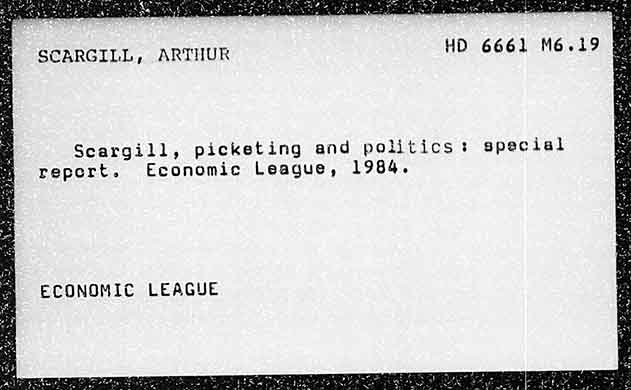 SCARGILL, ARTHUR
HD 6661 M6.19
Scargill, picketing and politics: special
report. Economic League, 1984.
ECONOMIC LEAGUE